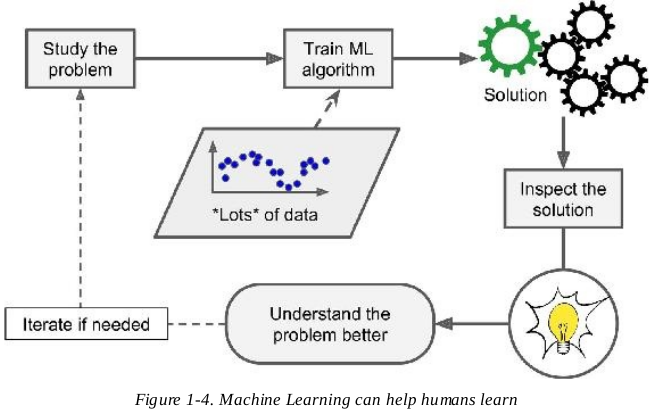 Study the
problem
Train ML
algorithm
Solution
*Lots* of data
Inspect the
solution
Understand the
problem better
Iterate if needed
Figure 1-4. Machine Learning can help humans learn